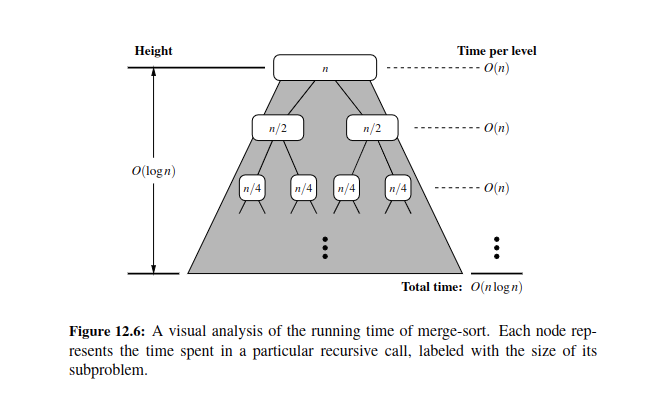 Height
Time per level
n
O(n)
n/2
n/2
O(n)
O(log n)
n/4
n/4
n/4
n/4
O(n)
Total time: O(n log n)
Figure 12.6: A visual analysis of the running time of merge-sort. Each node rep-
resents the time spent in a particular recursive call, labeled with the size of its
subproblem.